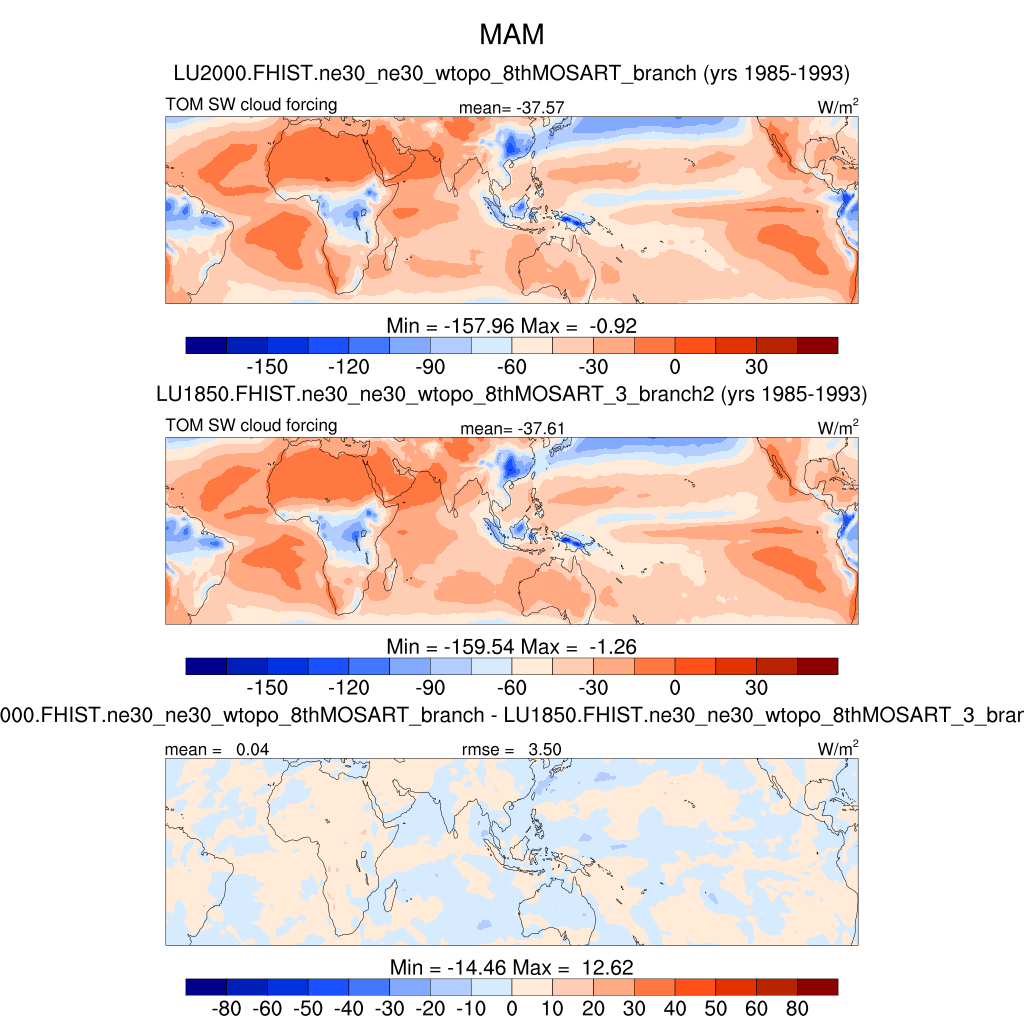 MAM
LU2000.FHIST.ne30_ne30_wtopo_8thMOSART_branch (yrs 1985-1993)
TOM SW cloud forcing mean= -37.57 W/m²
Min = -157.96 Max = -0.92
-150 -120 -90 -60 -30 0 30
LU1850.FHIST.ne30_ne30_wtopo_8thMOSART_3_branch2 (yrs 1985-1993)
TOM SW cloud forcing mean= -37.61 W/m²
Min = -159.54 Max = -1.26
-150 -120 -90 -60 -30 0 30
000.FHIST.ne30_ne30_wtopo_8thMOSART_branch - LU1850.FHIST.ne30_ne30_wtopo_8thMOSART_3_bran
mean = 0.04 rmse = 3.50 W/m²
Min = -14.46 Max = 12.62
-80 -60 -50 -40 -30 -20 -10 0 10 20 30 40 50 60 80